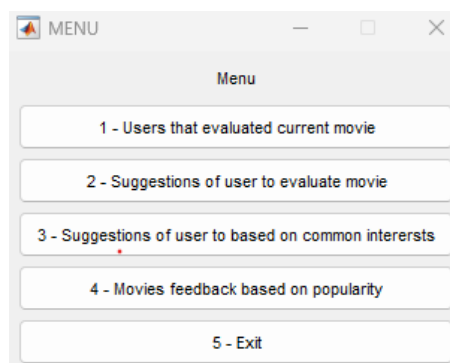 MENU
Menu
1 - Users that evaluated current movie
2 - Suggestions of user to evaluate movie
3 - Suggestions of user to based on common interersts
4 - Movies feedback based on popularity
5 - Exit